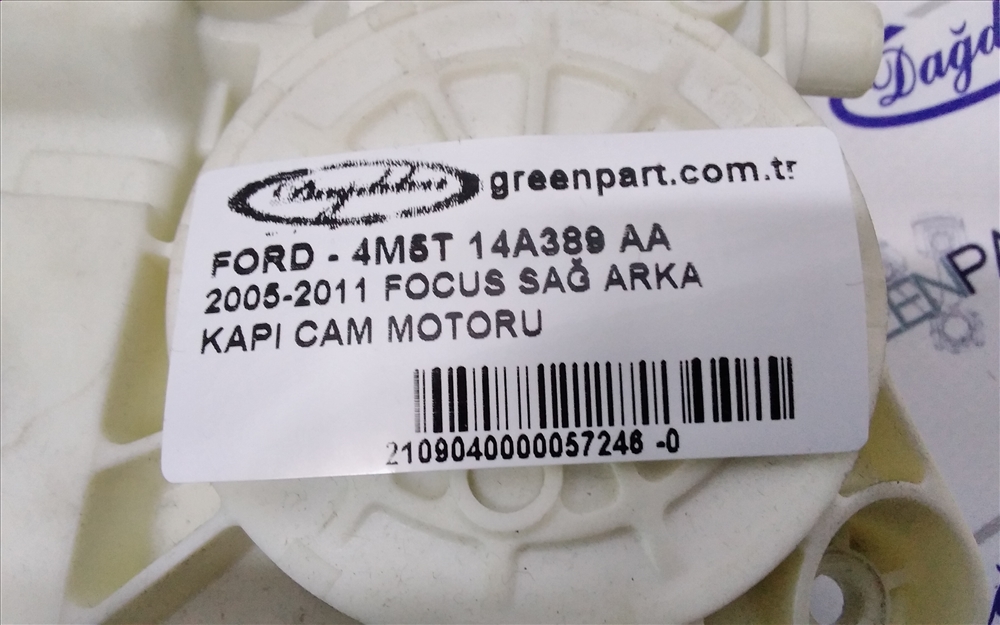 greenpart.com.tr
FORD - 4M5T 14A389 AA
2005-2011 FOCUS SAĞ ARKA
KAPI CAM MOTORU
2109040000057246 -0